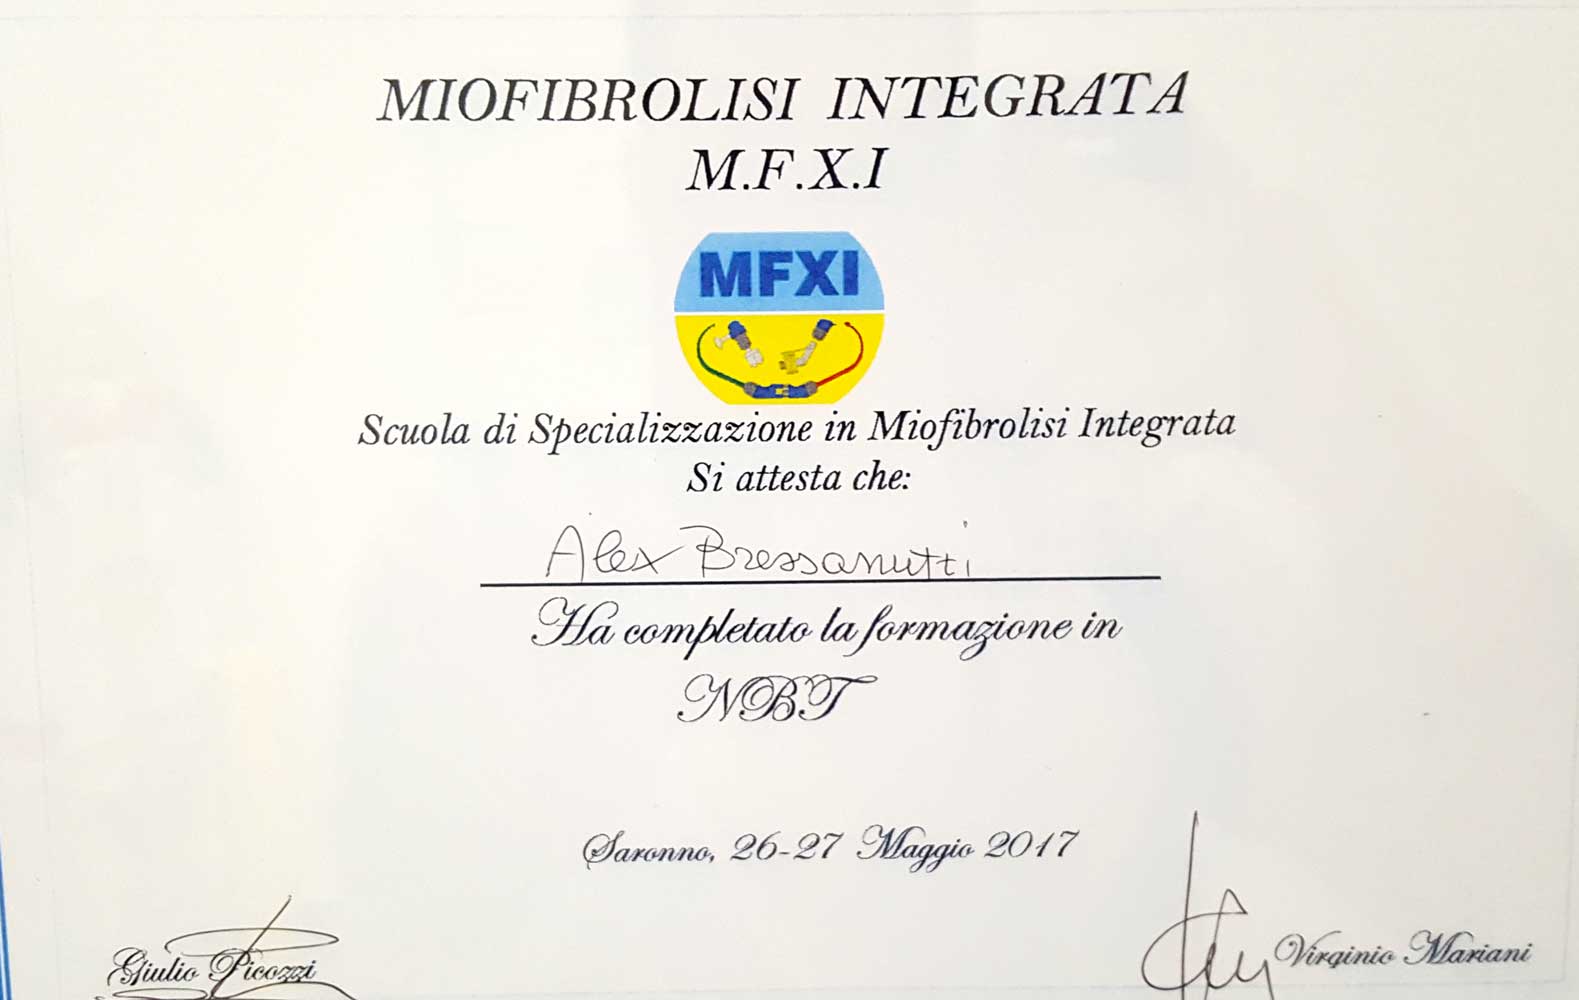 MIOFIBROLISI INTEGRATA
M.F.X.I
MFXI
Scuola di Specializzazione in Miofibrolisi Integrata
Si attesta che:
Alex Bressanutti
Ha completato la formazione in
NBT
Saronno, 26-27 Maggio 2017
Giulio Picozzi
Virginio Mariani